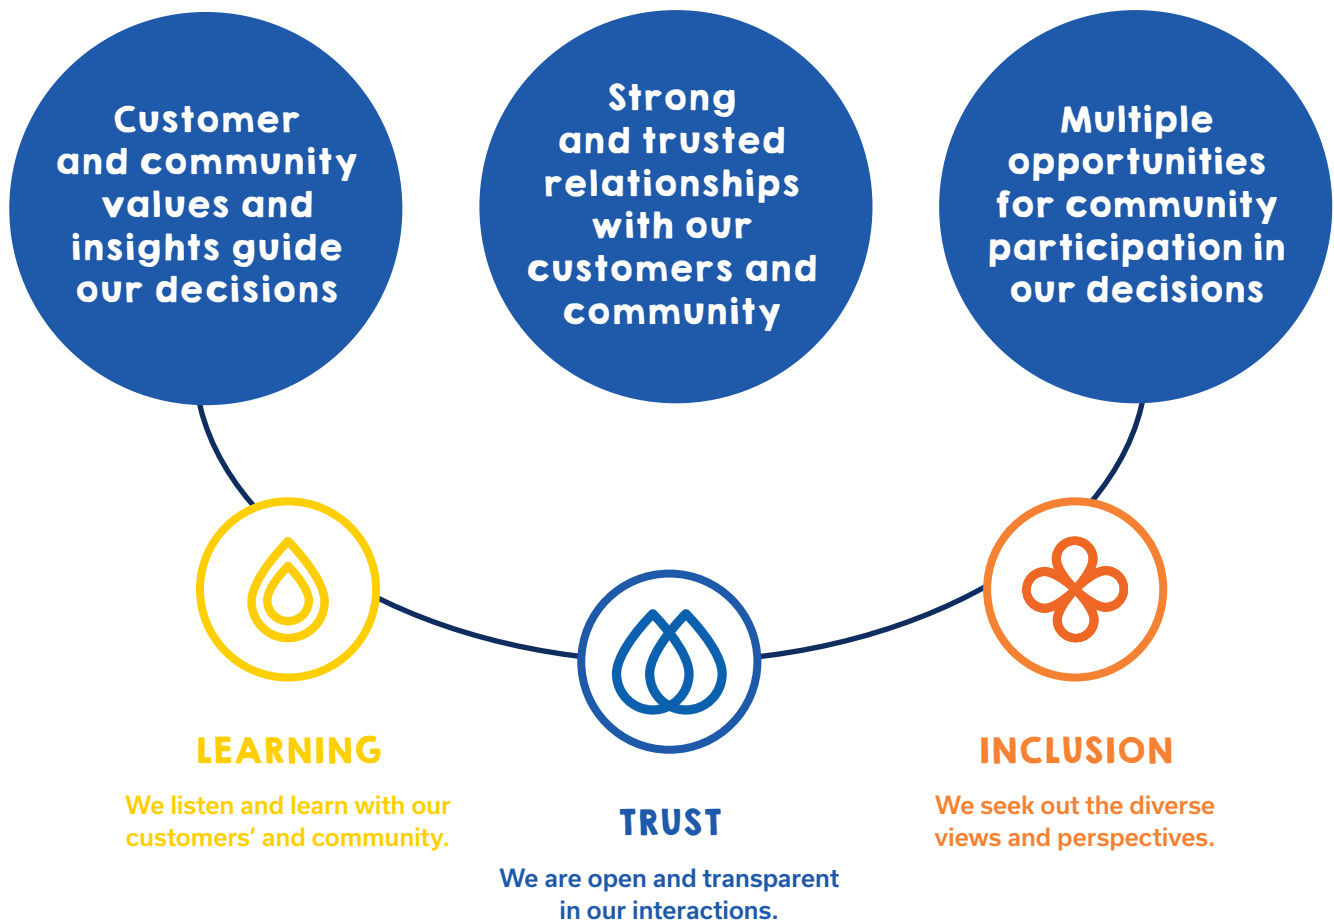 Customer
and community
values and
insights guide
our decisions
Strong
and trusted
relationships
with our
customers and
community
Multiple
opportunities
for community
participation in
our decisions
LEARNING
We listen and learn with our
customers’ and community.
TRUST
We are open and transparent
in our interactions.
INCLUSION
We seek out the diverse
views and perspectives.